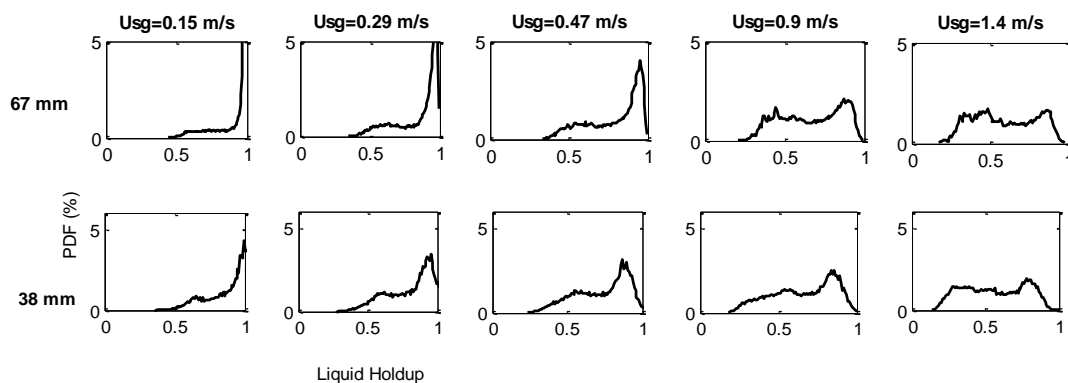 Usg=0.15 m/s Usg=0.29 m/s Usg=0.47 m/s Usg=0.9 m/s Usg=1.4 m/s
67 mm
5 5 5 5 5
0 0 0 0 0
0 0.5 1 0 0.5 1 0 0.5 1 0 0.5 1 0 0.5 1
38 mm
PDF (%)
5 5 5 5 5
0 0 0 0 0
0 0.5 1 0 0.5 1 0 0.5 1 0 0.5 1 0 0.5 1
Liquid Holdup